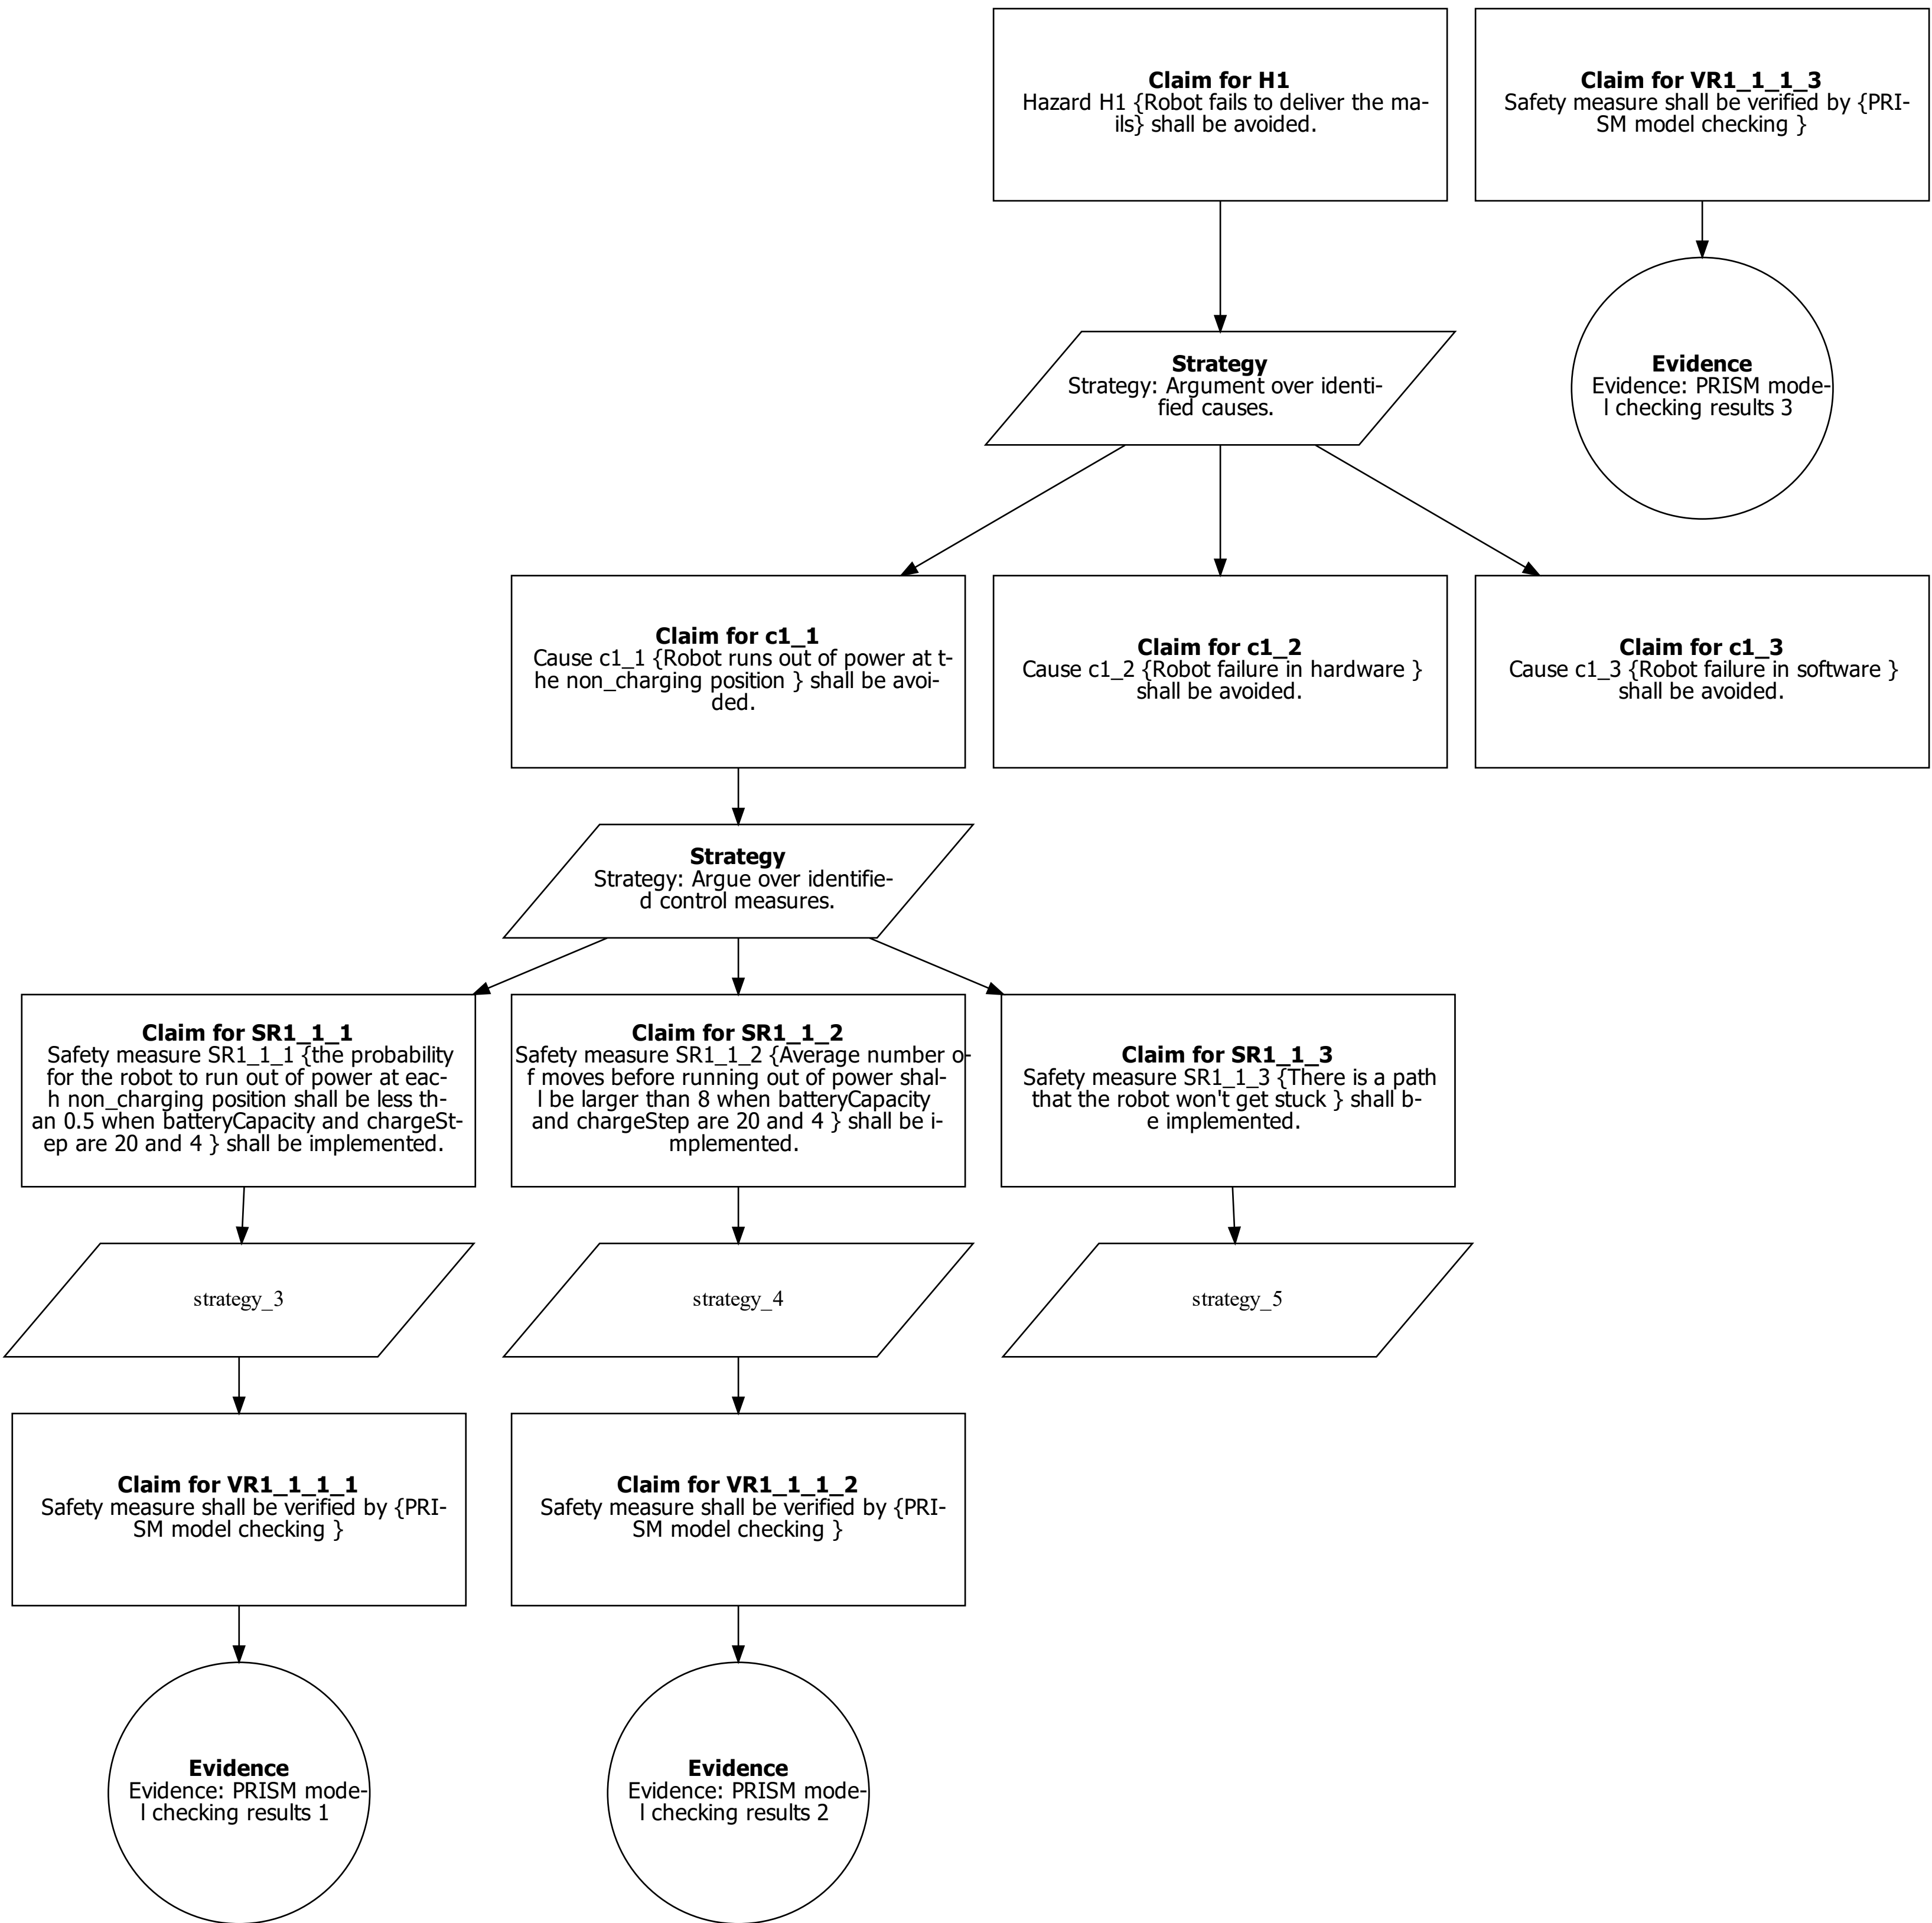 Claim for H1
Hazard H1 {Robot fails to deliver the ma-
ils} shall be avoided.
Claim for VR1_1_1_3
Safety measure shall be verified by {PRI-
SM model checking }
Strategy
Strategy: Argument over identi-
fied causes.
Evidence
Evidence: PRISM mode-
l checking results 3
Claim for c1_1
Cause c1_1 {Robot runs out of power at t-
he non_charging position } shall be avoi-
ded.
Claim for c1_2
Cause c1_2 {Robot failure in hardware }
shall be avoided.
Claim for c1_3
Cause c1_3 {Robot failure in software }
shall be avoided.
Strategy
Strategy: Argue over identifie-
d control measures.
Claim for SR1_1_1
Safety measure SR1_1_1 {the probability
for the robot to run out of power at eac-
h non_charging position shall be less th-
an 0.5 when batteryCapacity and chargeSt-
ep are 20 and 4 } shall be implemented.
Claim for SR1_1_2
Safety measure SR1_1_2 {Average number o-
f moves before running out of power shal-
l be larger than 8 when batteryCapacity
and chargeStep are 20 and 4 } shall be i-
mplemented.
Claim for SR1_1_3
Safety measure SR1_1_3 {There is a path
that the robot won't get stuck } shall b-
e implemented.
strategy_3
strategy_4
strategy_5
Claim for VR1_1_1_1
Safety measure shall be verified by {PRI-
SM model checking }
Claim for VR1_1_1_2
Safety measure shall be verified by {PRI-
SM model checking }
Evidence
Evidence: PRISM mode-
l checking results 1
Evidence
Evidence: PRISM mode-
l checking results 2